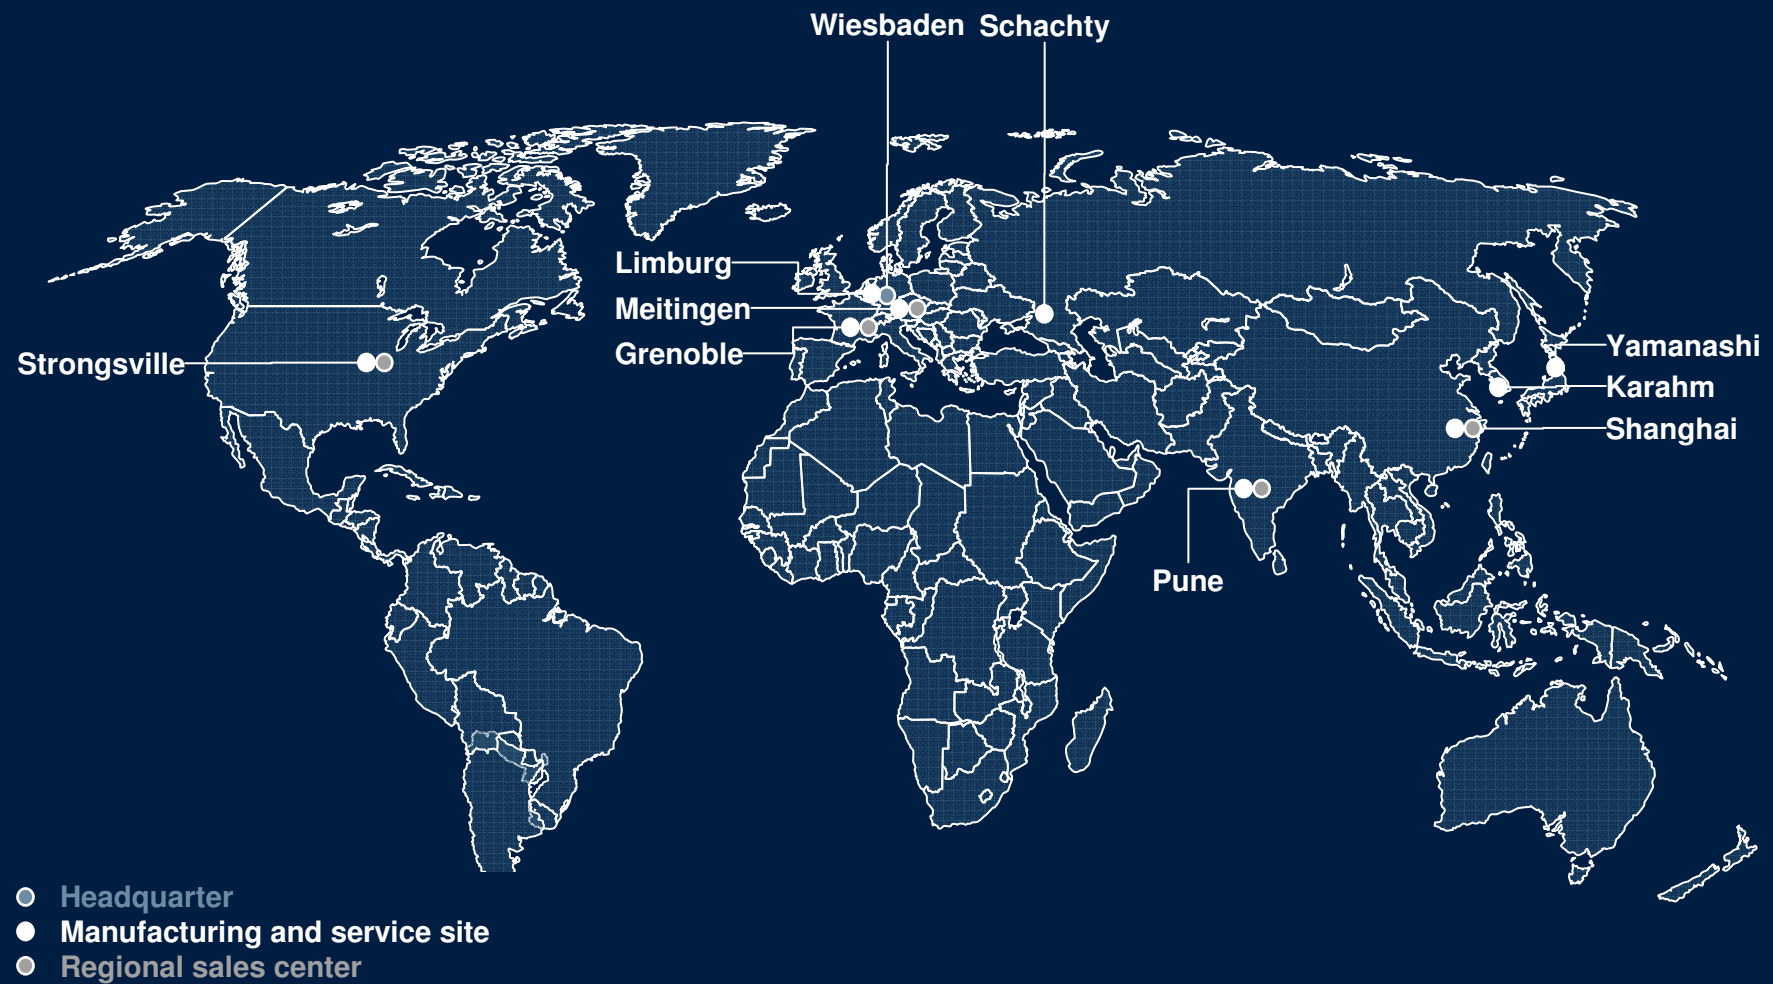 Wiesbaden
Schachty
Limburg
Meitingen
Grenoble
Strongsville
Yamanashi
Karahm
Shanghai
Pune
Headquarter
Manufacturing and service site
Regional sales center